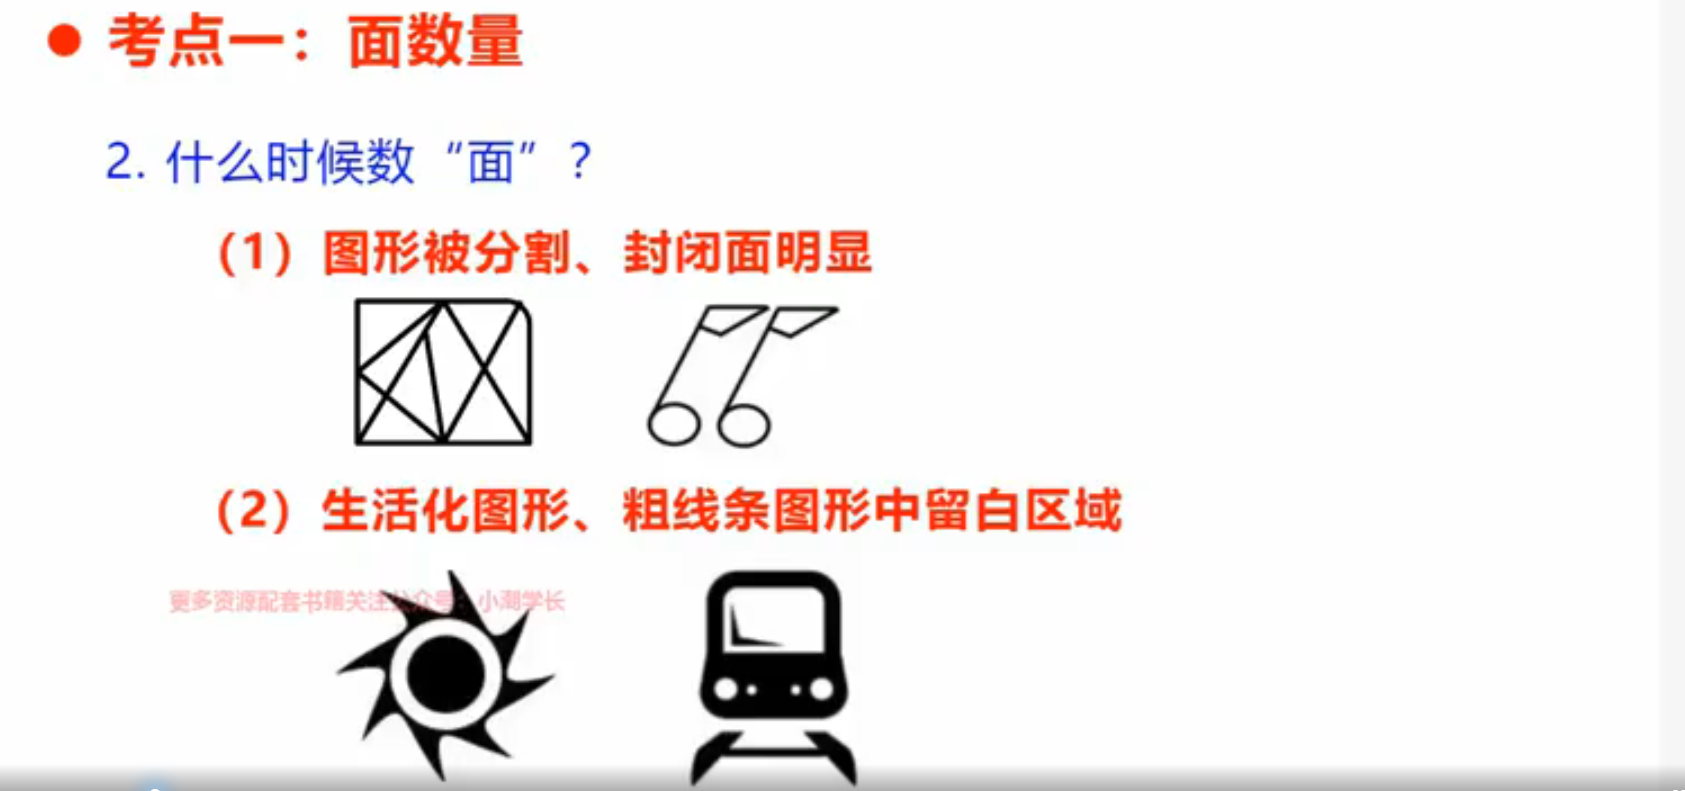 ● 考点一：面数量
2. 什么时候数“面”？
（1）图形被分割、封闭面明显
（2）生活化图形、粗线条图形中留白区域
更多资源配套书籍关注公众号：小潮学长